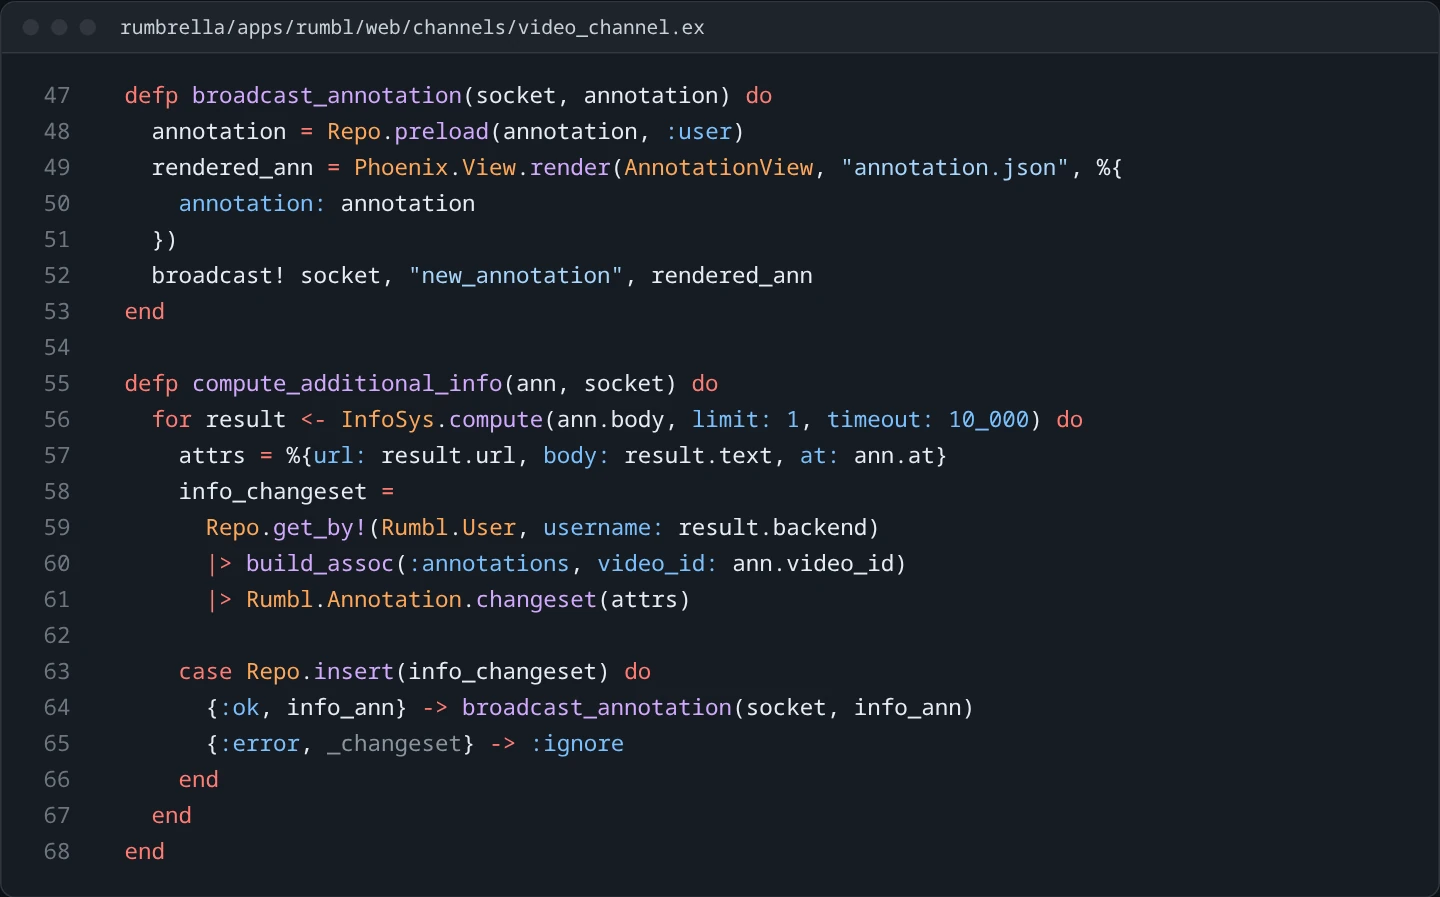 rumbrella/apps/rumbl/web/channels/video_channel.ex
47 defp broadcast_annotation(socket, annotation) do
48 annotation = Repo.preload(annotation, :user)
49 rendered_ann = Phoenix.View.render(AnnotationView, "annotation.json", %{
50 annotation: annotation
51 })
52 broadcast! socket, "new_annotation", rendered_ann
53 end
54
55 defp compute_additional_info(ann, socket) do
56 for result <- InfoSys.compute(ann.body, limit: 1, timeout: 10_000) do
57 attrs = %{url: result.url, body: result.text, at: ann.at}
58 info_changeset =
59 Repo.get_by!(Rumbl.User, username: result.backend)
60 |> build_assoc(:annotations, video_id: ann.video_id)
61 |> Rumbl.Annotation.changeset(attrs)
62
63 case Repo.insert(info_changeset) do
64 {:ok, info_ann} -> broadcast_annotation(socket, info_ann)
65 {:error, _changeset} -> :ignore
66 end
67 end
68 end